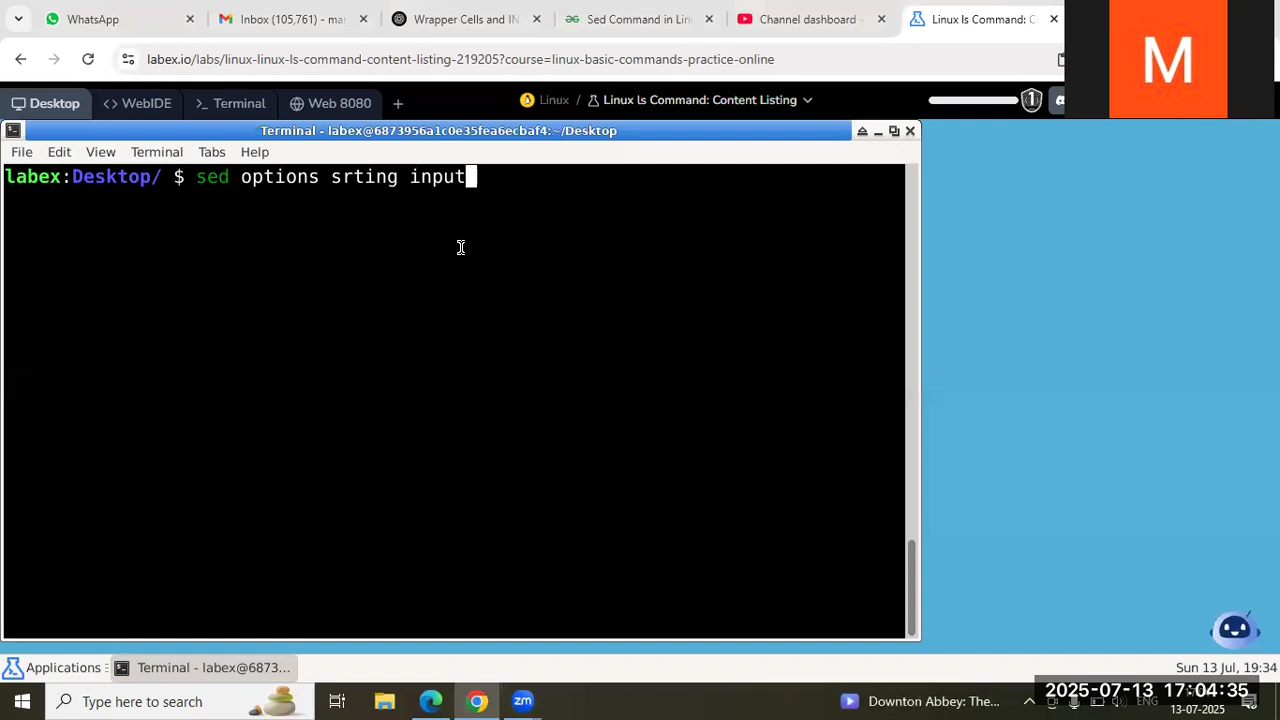 WhatsApp
Inbox (105,761) - mar
Wrapper Cells and IN
Sed Command in Lin
Channel dashboard -
Linux ls Command: C
labex.io/labs/linux-linux-ls-command-content-listing-219205?course=linux-basic-commands-practice-online
M
Desktop
<> WebIDE
Terminal
Web 8080
+
Linux / Linux ls Command: Content Listing
1
Terminal - labex@6873956a1c0e35fea6ecbaf4:~/Desktop
File Edit View Terminal Tabs Help
labex:Desktop/ $ sed options srting input
Applications
Terminal - labex@6873...
Sun 13 Jul, 19:34
Type here to search
zm
Downton Abbey: The...
ENG
2025-07-13 17:04:35
13-07-2025